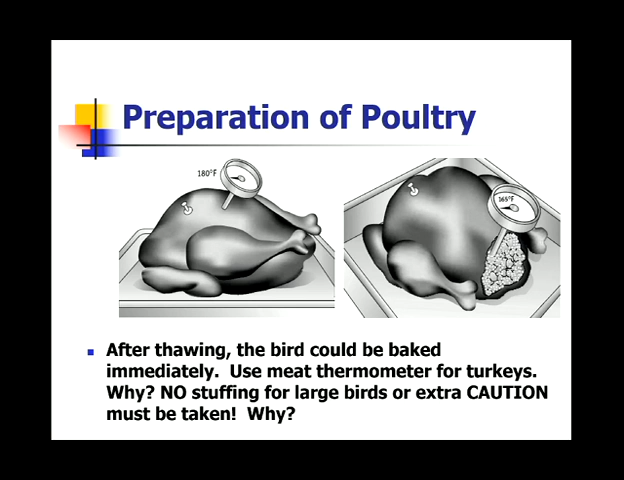 Preparation of Poultry
180°F
165°F
After thawing, the bird could be baked
immediately. Use meat thermometer for turkeys.
Why? NO stuffing for large birds or extra CAUTION
must be taken! Why?